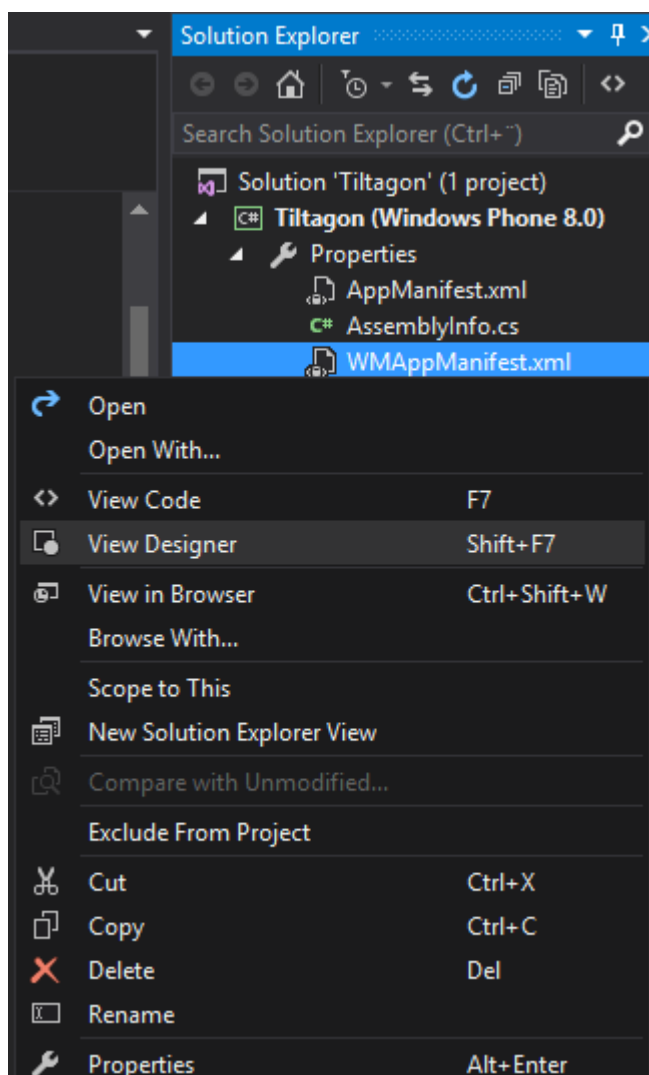 Solution Explorer
Search Solution Explorer (Ctrl+¨)
Solution 'Tiltagon' (1 project)
C# Tiltagon (Windows Phone 8.0)
Properties
AppManifest.xml
C# AssemblyInfo.cs
WMAppManifest.xml
Open
Open With...
View Code F7
View Designer Shift+F7
View in Browser Ctrl+Shift+W
Browse With...
Scope to This
New Solution Explorer View
Compare with Unmodified...
Exclude From Project
Cut Ctrl+X
Copy Ctrl+C
Delete Del
Rename
Properties Alt+Enter